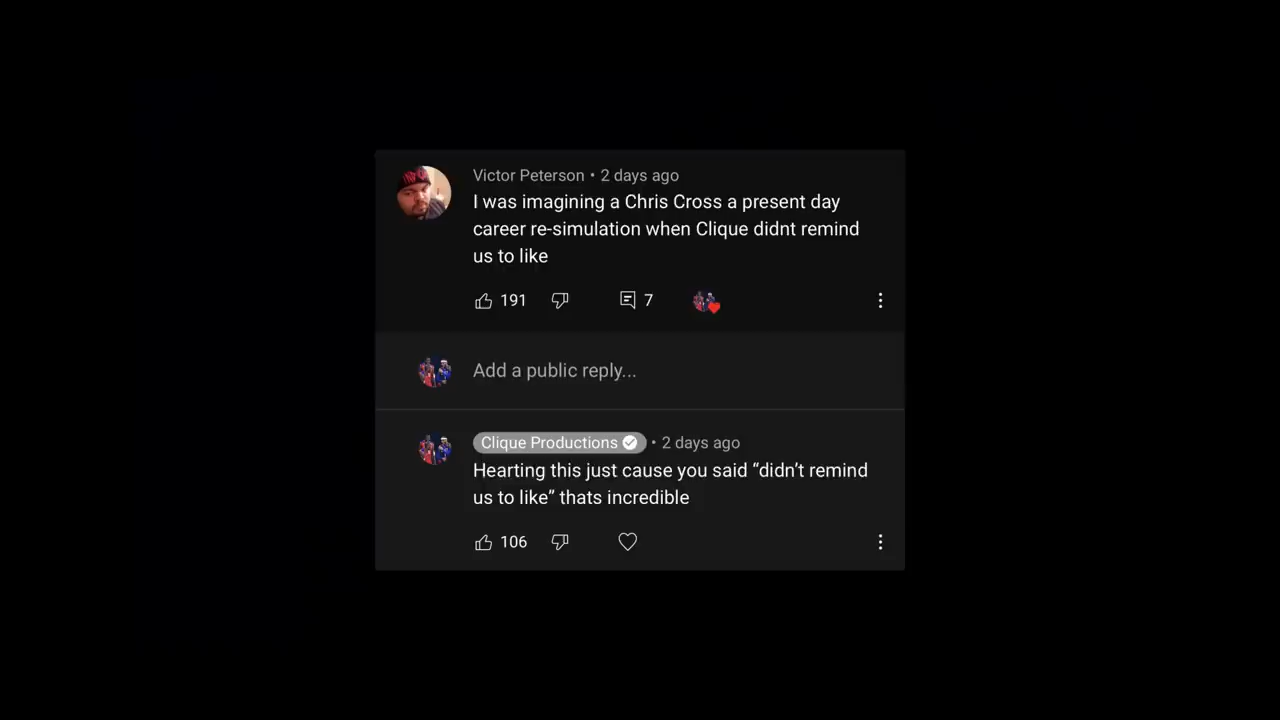 Victor Peterson • 2 days ago
I was imagining a Chris Cross a present day
career re-simulation when Clique didnt remind
us to like
191 7
Add a public reply...
Clique Productions • 2 days ago
Hearting this just cause you said “didn’t remind
us to like” thats incredible
106